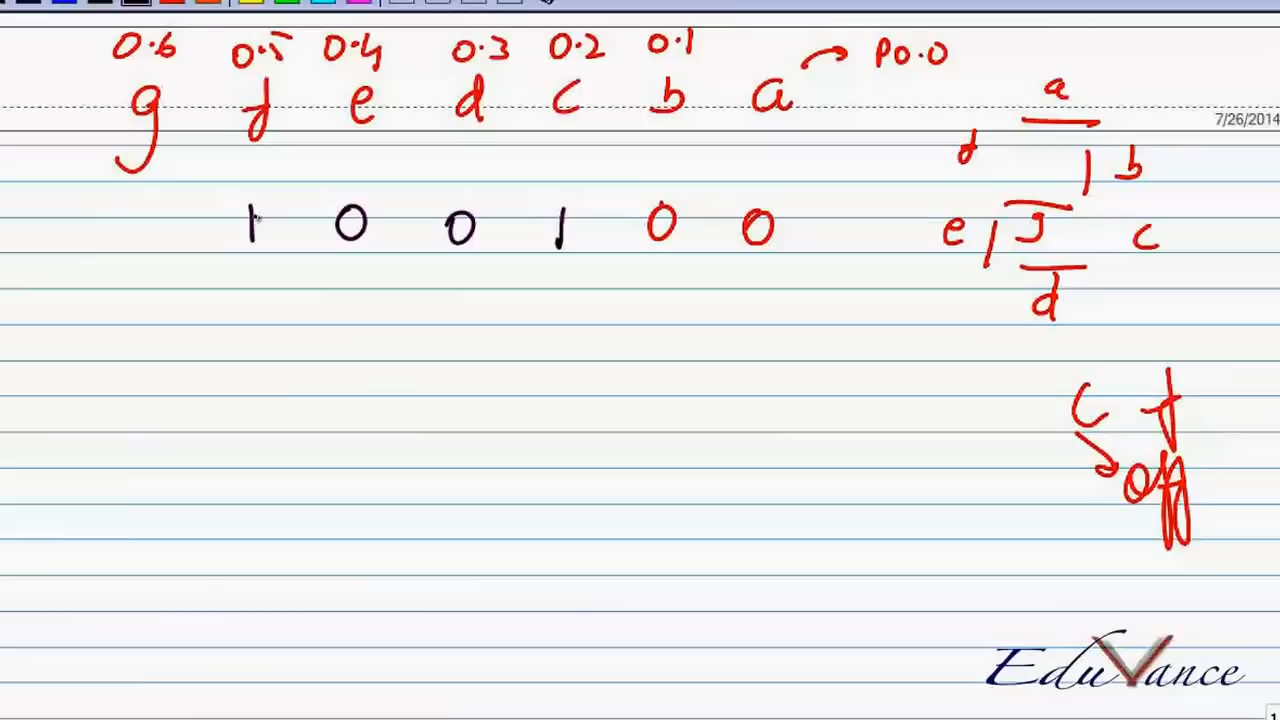 0.6 0.5 0.4 0.3 0.2 0.1 P0.0
g f e d c b a
7/26/2014
a
f b
1 0 0 1 0 0
e g c
d
c f
off
EduVance
1